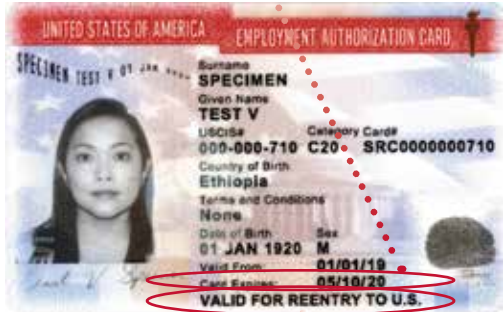 UNITED STATES OF AMERICA
EMPLOYMENT AUTHORIZATION CARD
SPECIMEN TEST V 01 JAN
Surname
SPECIMEN
Given Name
TEST V
USCIS# Category Card#
000-000-710 C20 SRC0000000710
Country of Birth
Ethiopia
Terms and Conditions
None
Date of Birth Sex
01 JAN 1920 M
Valid From: 01/01/19
Card Expires: 05/10/20
VALID FOR REENTRY TO U.S.